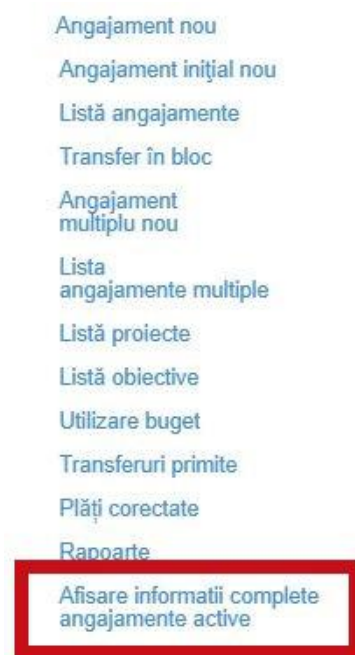 Angajament nou
Angajament iniţial nou
Listă angajamente
Transfer în bloc
Angajament
multiplu nou
Lista
angajamente multiple
Listă proiecte
Listă obiective
Utilizare buget
Transferuri primite
Plăți corectate
Rapoarte
Afisare informatii complete
angajamente active